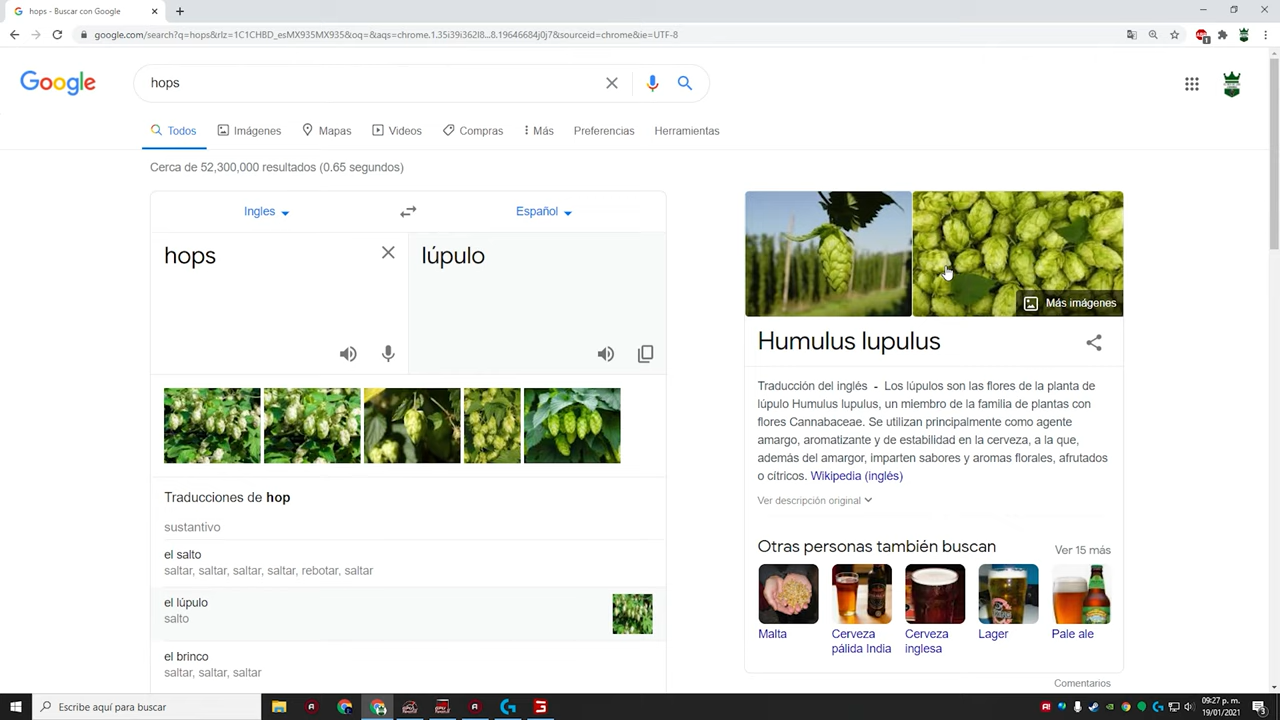 hops - Buscar con Google
google.com/search?q=hops&rlz=1C1CHBD_esMX935MX935&oq=&aqs=chrome.1.35i39i362l8...8.19646684j0j7&sourceid=chrome&ie=UTF-8
Google
hops
Todos Imágenes Mapas Videos Compras Más Preferencias Herramientas
Cerca de 52,300,000 resultados (0.65 segundos)
Ingles Español
hops lúpulo
Traducciones de hop
sustantivo
el salto
saltar, saltar, saltar, saltar, rebotar, saltar
el lúpulo
salto
el brinco
saltar, saltar, saltar
Más imágenes
Humulus lupulus
Traducción del inglés - Los lúpulos son las flores de la planta de
lúpulo Humulus lupulus, un miembro de la familia de plantas con
flores Cannabaceae. Se utilizan principalmente como agente
amargo, aromatizante y de estabilidad en la cerveza, a la que,
además del amargor, imparten sabores y aromas florales, afrutados
o cítricos. Wikipedia (inglés)
Ver descripción original
Otras personas también buscan Ver 15 más
Malta Cerveza pálida India Cerveza inglesa Lager Pale ale
Comentarios
Escribe aquí para buscar
09:27 p. m.
19/01/2021